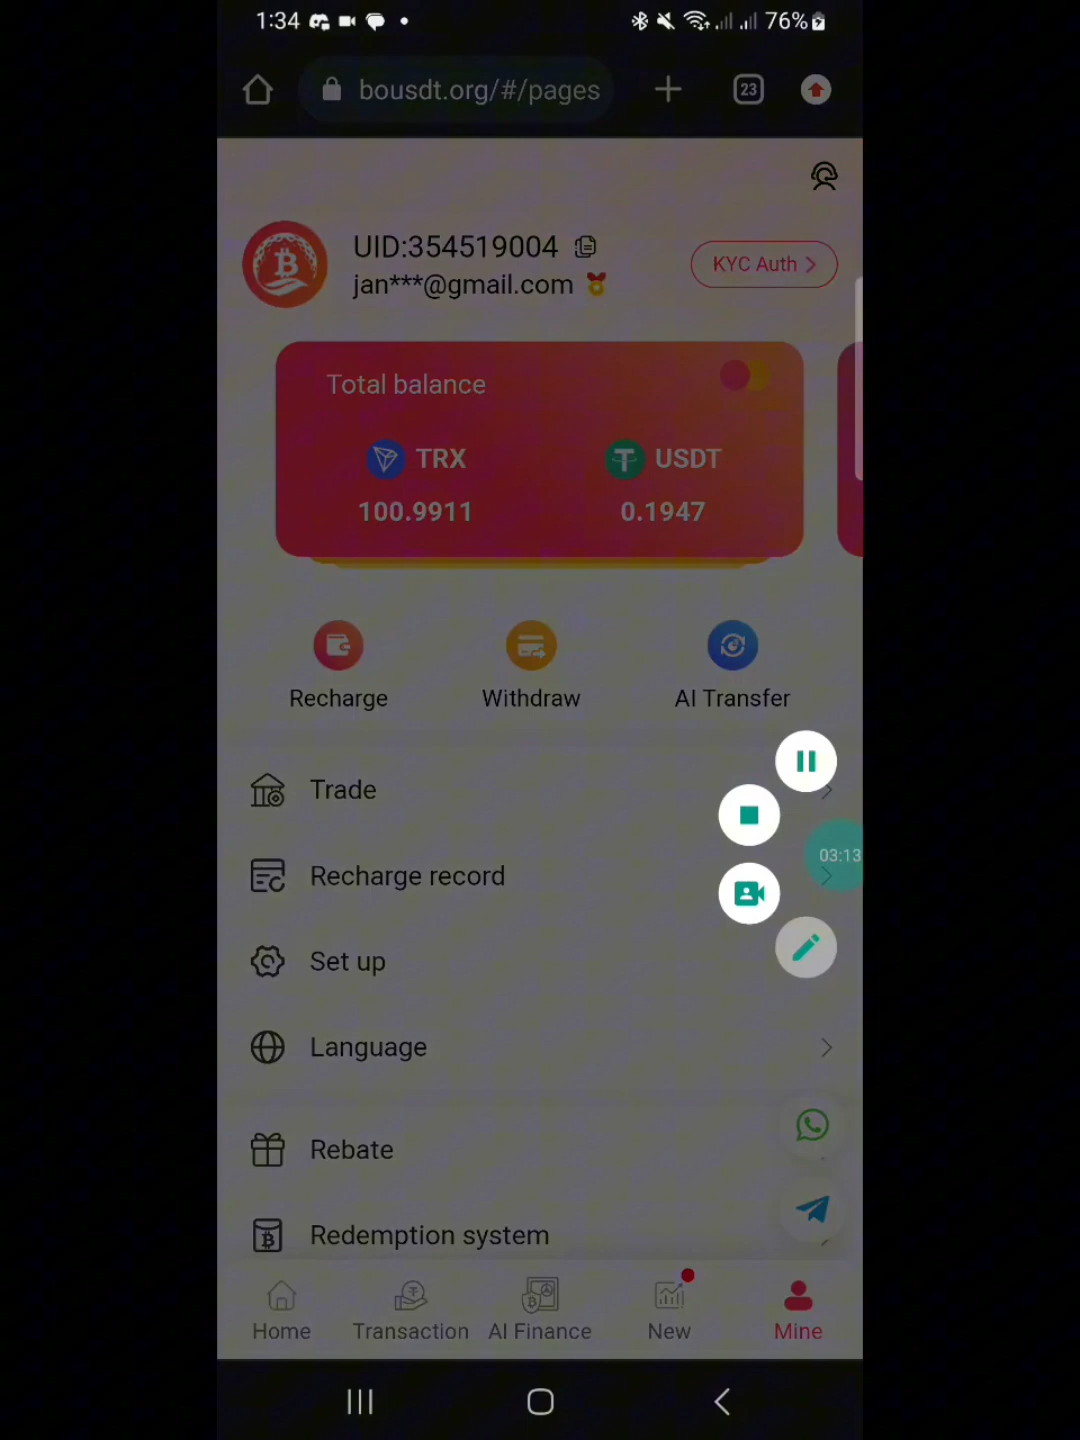 1:34
76%
bousdt.org/#/pages
23
UID:354519004
jan***@gmail.com
KYC Auth
Total balance
TRX
USDT
100.9911
0.1947
Recharge
Withdraw
AI Transfer
Trade
Recharge record
03:13
Set up
Language
Rebate
Redemption system
Home
Transaction
AI Finance
New
Mine